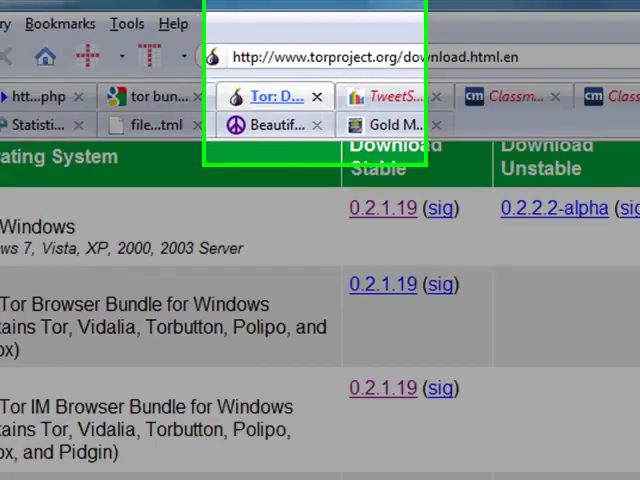 ry Bookmarks Tools Help
http://www.torproject.org/download.html.en
htt...php tor bun... Tor: D... TweetS... Classm... Class
Statisti... file...tml Beautif... Gold M...
ating System Download Stable Download Unstable
Windows 0.2.1.19 (sig) 0.2.2.2-alpha (sig
ws 7, Vista, XP, 2000, 2003 Server
Tor Browser Bundle for Windows 0.2.1.19 (sig)
tains Tor, Vidalia, Torbutton, Polipo, and
ox)
Tor IM Browser Bundle for Windows 0.2.1.19 (sig)
tains Tor, Vidalia, Torbutton, Polipo,
ox, and Pidgin)